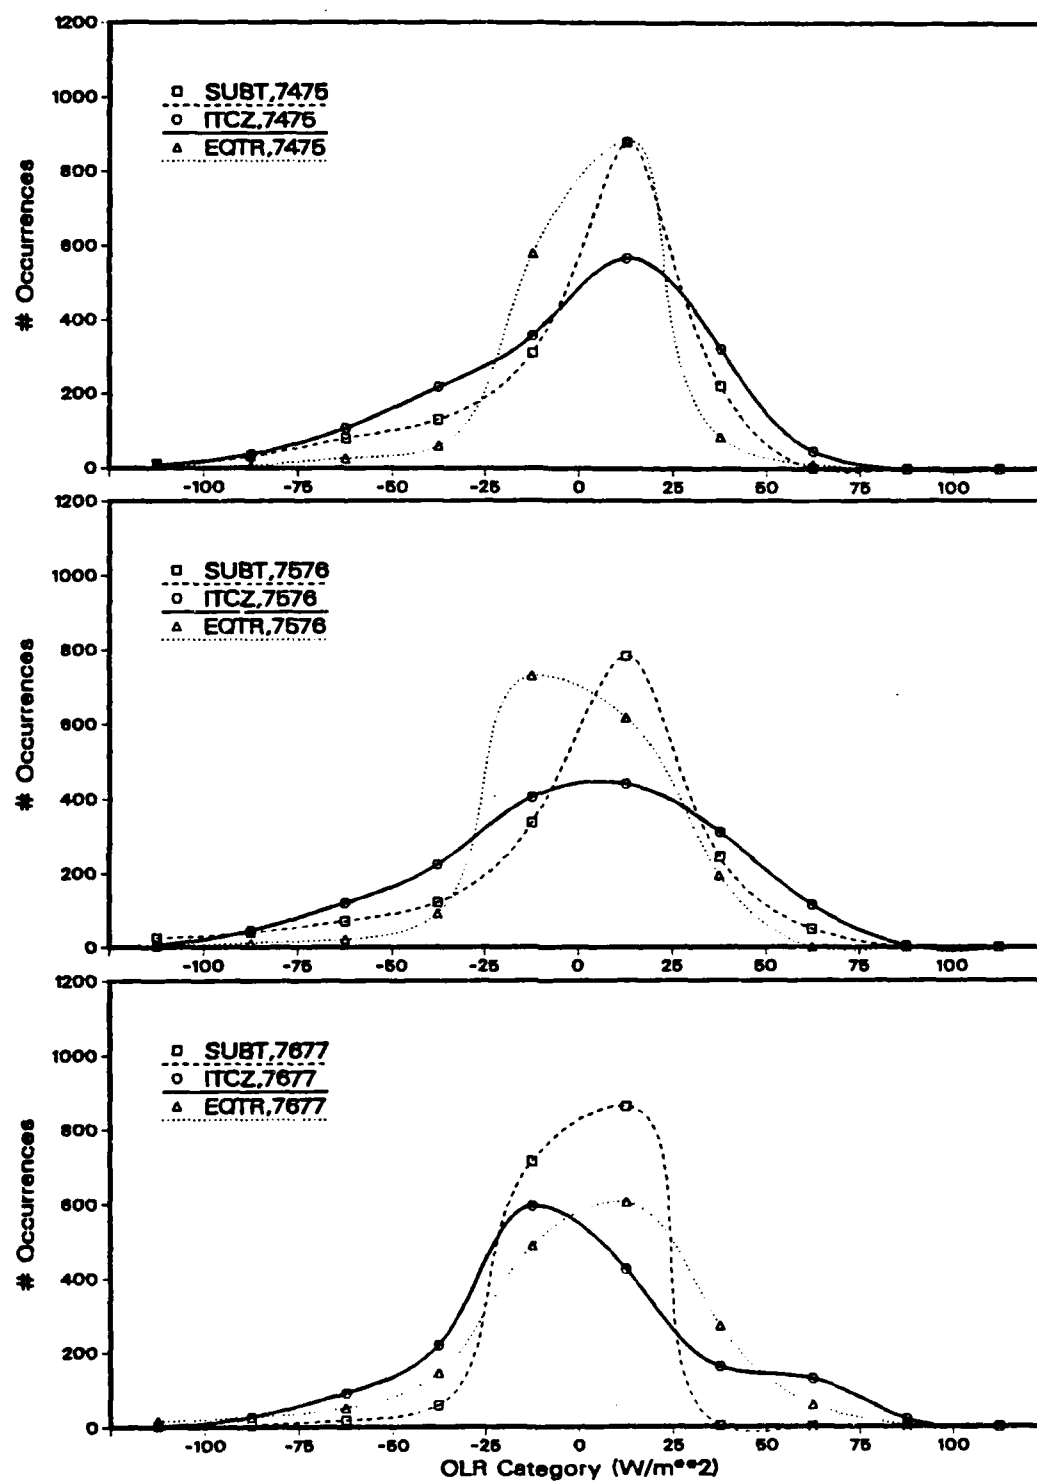 1200
1000
800
600
400
200
0
# Occurrences
SUBT,7475
ITCZ,7475
EQTR,7475
-100 -75 -50 -25 0 25 50 75 100
1200
1000
800
600
400
200
0
# Occurrences
SUBT,7576
ITCZ,7576
EQTR,7576
-100 -75 -50 -25 0 25 50 75 100
1200
1000
800
600
400
200
0
# Occurrences
SUBT,7677
ITCZ,7677
EQTR,7677
-100 -75 -50 -25 0 25 50 75 100
OLR Category (W/m**2)